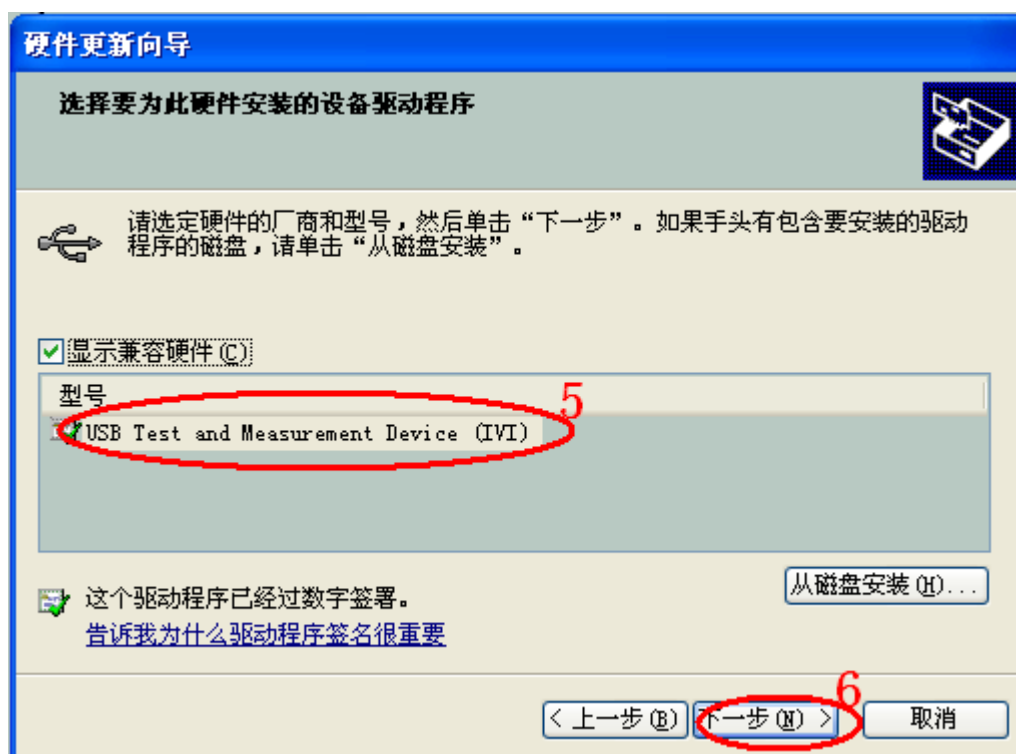 硬件更新向导
选择要为此硬件安装的设备驱动程序
请选定硬件的厂商和型号，然后单击“下一步”。如果手头有包含要安装的驱动
程序的磁盘，请单击“从磁盘安装”。
显示兼容硬件(C)
型号
5
USB Test and Measurement Device (IVI)
从磁盘安装(H)...
这个驱动程序已经过数字签署。
告诉我为什么驱动程序签名很重要
6
< 上一步(B) 下一步(N) > 取消